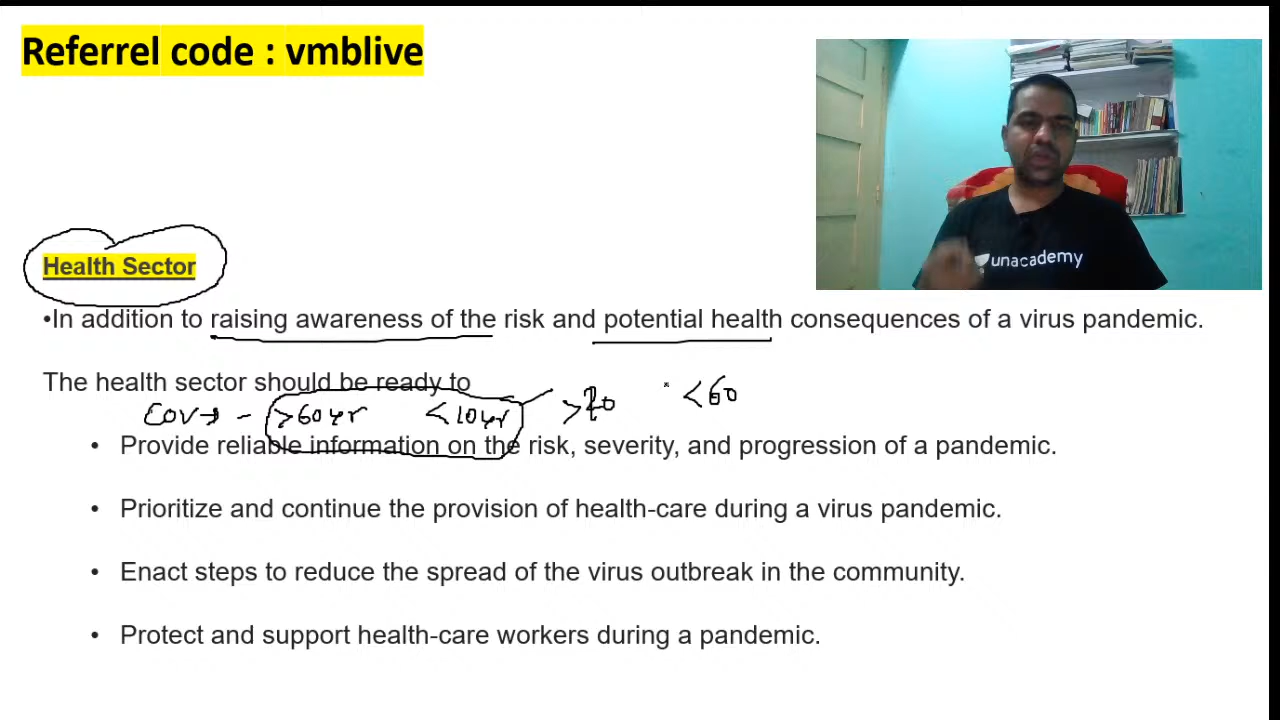 Referrel code : vmblive
unacademy
Health Sector
•In addition to raising awareness of the risk and potential health consequences of a virus pandemic.
The health sector should be ready to
COV→ - >60yr <10yr >20 <60
• Provide reliable information on the risk, severity, and progression of a pandemic.
• Prioritize and continue the provision of health-care during a virus pandemic.
• Enact steps to reduce the spread of the virus outbreak in the community.
• Protect and support health-care workers during a pandemic.